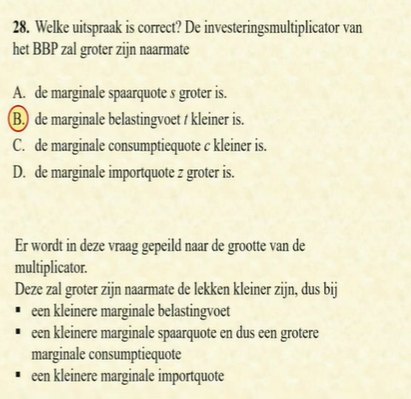 28. Welke uitspraak is correct? De investeringsmultiplicator van
het BBP zal groter zijn naarmate
A. de marginale spaarquote s groter is.
B. de marginale belastingvoet t kleiner is.
C. de marginale consumptiequote c kleiner is.
D. de marginale importquote z groter is.
Er wordt in deze vraag gepeild naar de grootte van de
multiplicator.
Deze zal groter zijn naarmate de lekken kleiner zijn, dus bij
▪ een kleinere marginale belastingvoet
▪ een kleinere marginale spaarquote en dus een grotere
marginale consumptiequote
▪ een kleinere marginale importquote